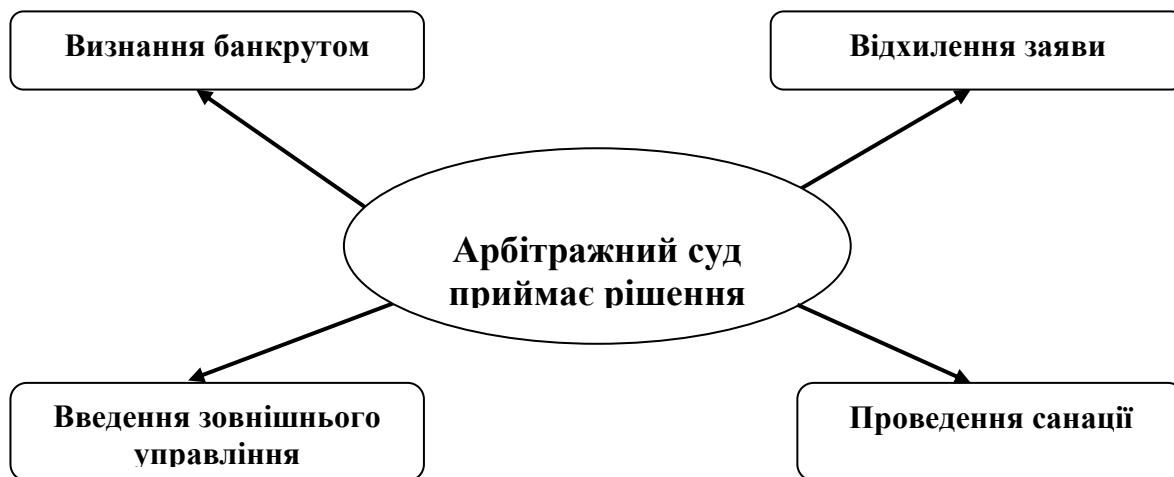 Визнання банкрутом
Відхилення заяви
Арбітражний суд
приймає рішення
Введення зовнішнього
управління
Проведення санації